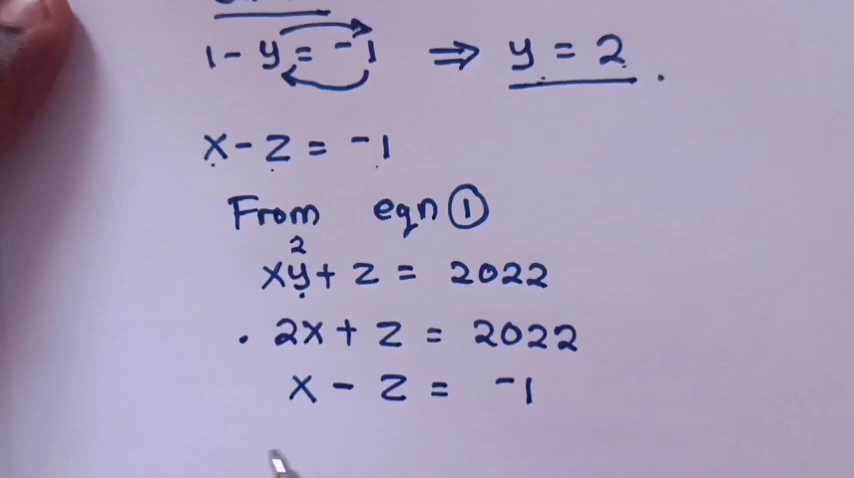 1 - y = -1 ⇒ y = 2.
x - z = -1
From eqn ①
2
xy + z = 2022
. 2x + z = 2022
x - z = -1